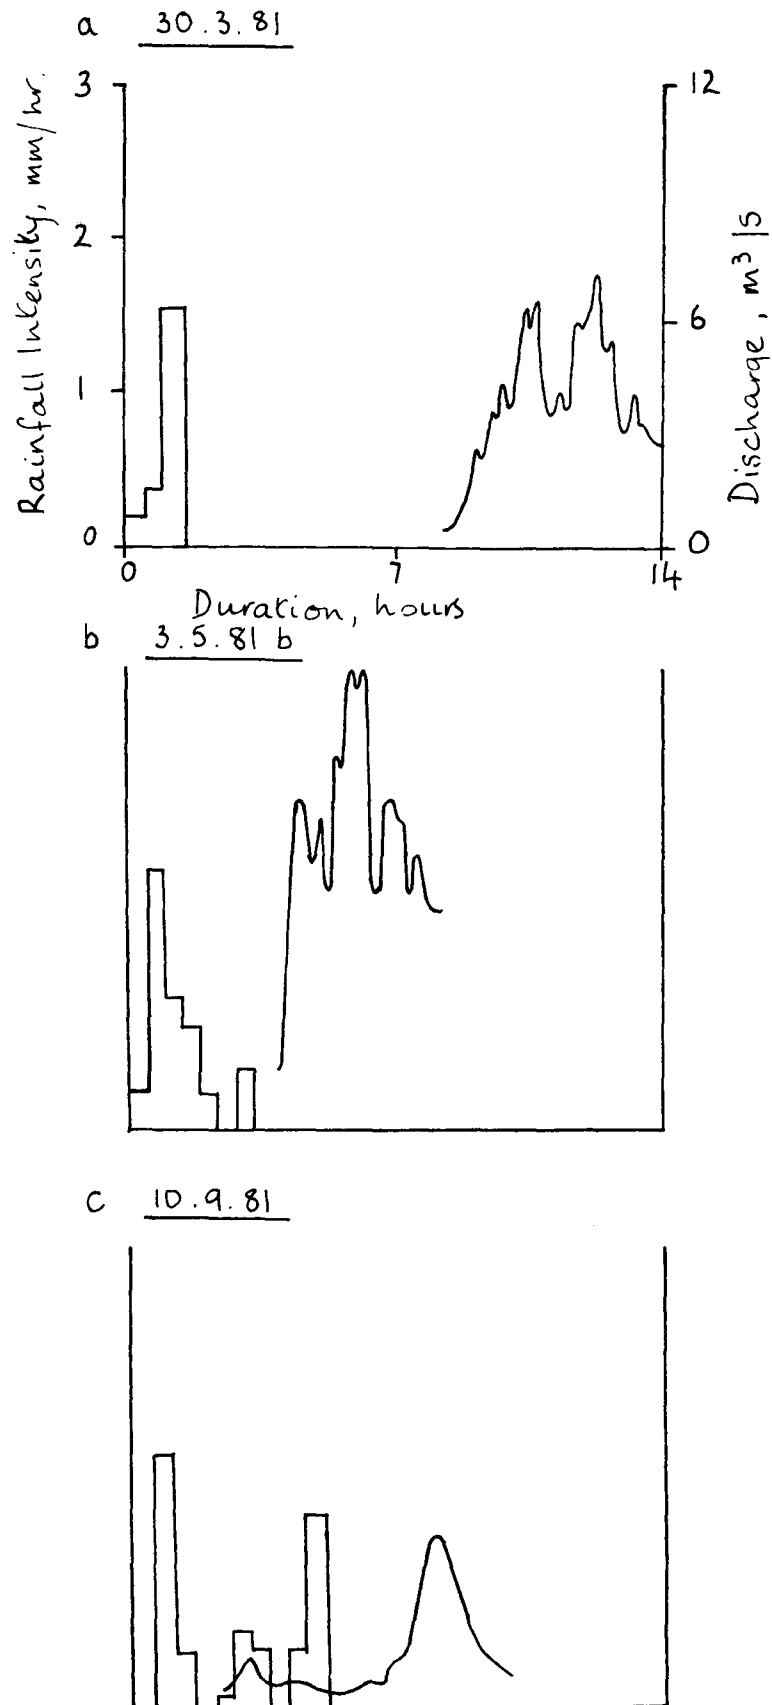 a 30.3.81
Rainfall Intensity, mm/hr.
3
2
1
0
12
6
0
Discharge, m³/s
0 7 14
Duration, hours
b 3.5.81 b
c 10.9.81